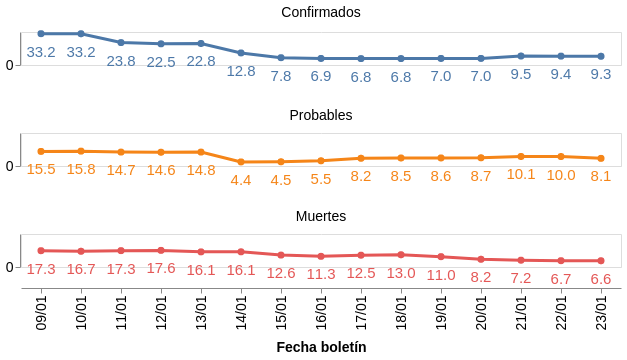 Confirmados
0
33.2 33.2 23.8 22.5 22.8 12.8 7.8 6.9 6.8 6.8 7.0 7.0 9.5 9.4 9.3
Probables
0
15.5 15.8 14.7 14.6 14.8 4.4 4.5 5.5 8.2 8.5 8.6 8.7 10.1 10.0 8.1
Muertes
0
17.3 16.7 17.3 17.6 16.1 16.1 12.6 11.3 12.5 13.0 11.0 8.2 7.2 6.7 6.6
09/01 10/01 11/01 12/01 13/01 14/01 15/01 16/01 17/01 18/01 19/01 20/01 21/01 22/01 23/01
Fecha boletín